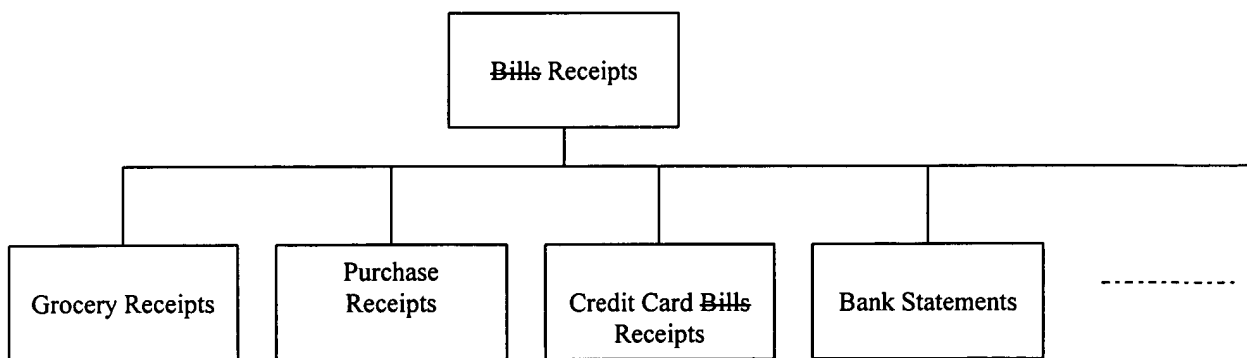 Bills Receipts
Grocery Receipts
Purchase
Receipts
Credit Card Bills
Receipts
Bank Statements